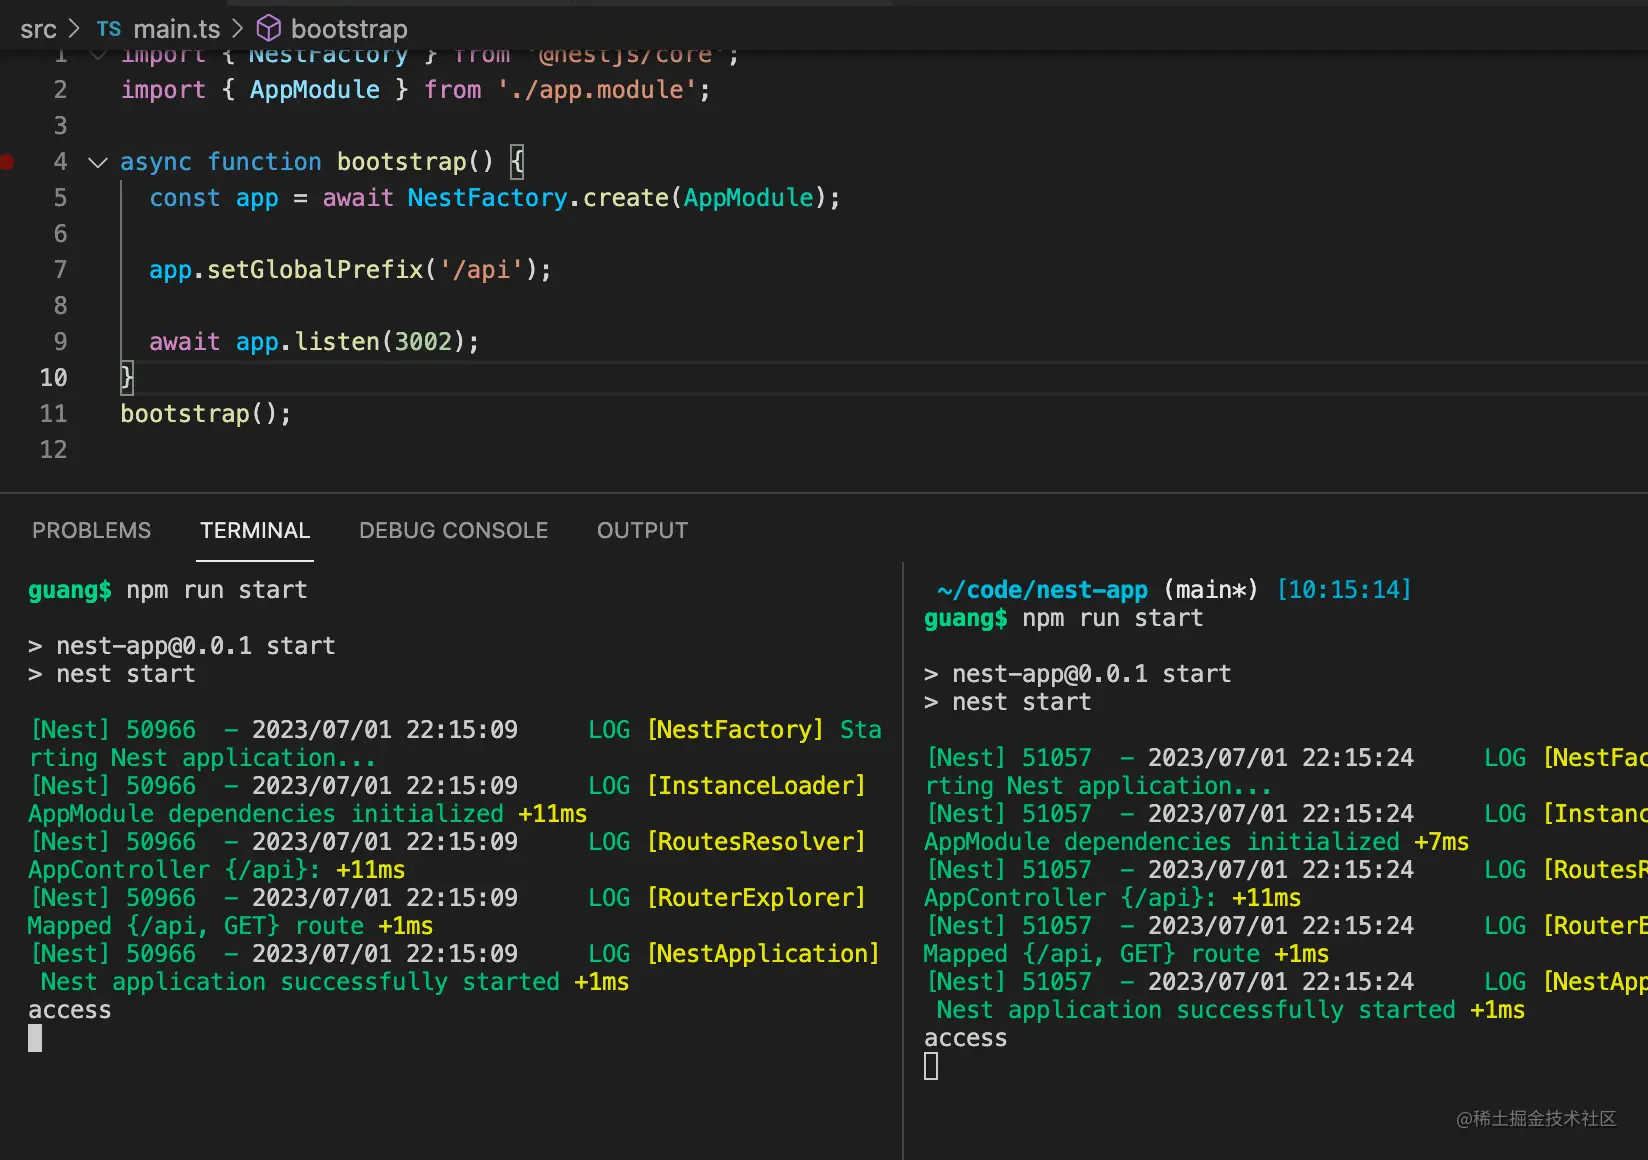 src > TS main.ts > bootstrap
1 import { NestFactory } from '@nestjs/core';
2 import { AppModule } from './app.module';
3
4 async function bootstrap() {
5 const app = await NestFactory.create(AppModule);
6
7 app.setGlobalPrefix('/api');
8
9 await app.listen(3002);
10 }
11 bootstrap();
12
PROBLEMS TERMINAL DEBUG CONSOLE OUTPUT
guang$ npm run start
> nest-app@0.0.1 start
> nest start
[Nest] 50966 - 2023/07/01 22:15:09 LOG [NestFactory] Sta
rting Nest application...
[Nest] 50966 - 2023/07/01 22:15:09 LOG [InstanceLoader]
AppModule dependencies initialized +11ms
[Nest] 50966 - 2023/07/01 22:15:09 LOG [RoutesResolver]
AppController {/api}: +11ms
[Nest] 50966 - 2023/07/01 22:15:09 LOG [RouterExplorer]
Mapped {/api, GET} route +1ms
[Nest] 50966 - 2023/07/01 22:15:09 LOG [NestApplication]
Nest application successfully started +1ms
access
~/code/nest-app (main*) [10:15:14]
guang$ npm run start
> nest-app@0.0.1 start
> nest start
[Nest] 51057 - 2023/07/01 22:15:24 LOG [NestFac
rting Nest application...
[Nest] 51057 - 2023/07/01 22:15:24 LOG [Instanc
AppModule dependencies initialized +7ms
[Nest] 51057 - 2023/07/01 22:15:24 LOG [RoutesR
AppController {/api}: +11ms
[Nest] 51057 - 2023/07/01 22:15:24 LOG [RouterE
Mapped {/api, GET} route +1ms
[Nest] 51057 - 2023/07/01 22:15:24 LOG [NestApp
Nest application successfully started +1ms
access
@稀土掘金技术社区